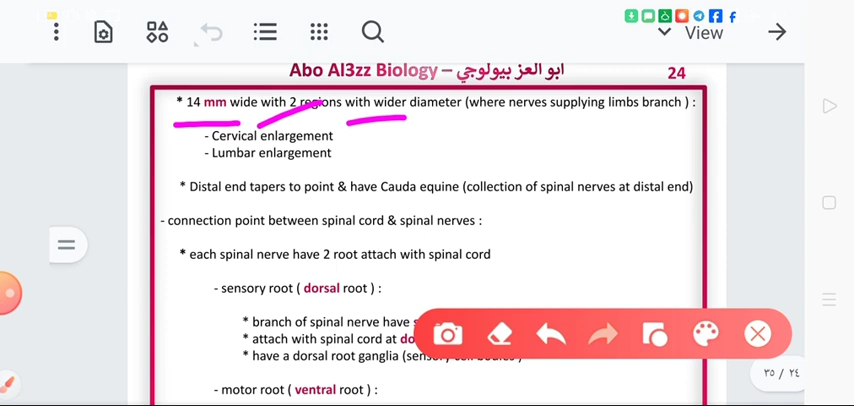 View
Abo Al3zz Biology – ابو العز بيولوجي
24
* 14 mm wide with 2 regions with wider diameter (where nerves supplying limbs branch ) :
- Cervical enlargement
- Lumbar enlargement
* Distal end tapers to point & have Cauda equine (collection of spinal nerves at distal end)
- connection point between spinal cord & spinal nerves :
* each spinal nerve have 2 root attach with spinal cord
- sensory root ( dorsal root ) :
* branch of spinal nerve have
* attach with spinal cord at
* have a dorsal root ganglia (sensory cell bodies )
- motor root ( ventral root ) :
٣٥ / ٢٤